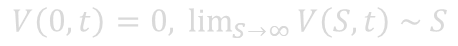 V(0,t) = 0, lim_{S→∞} V(S,t) ~ S